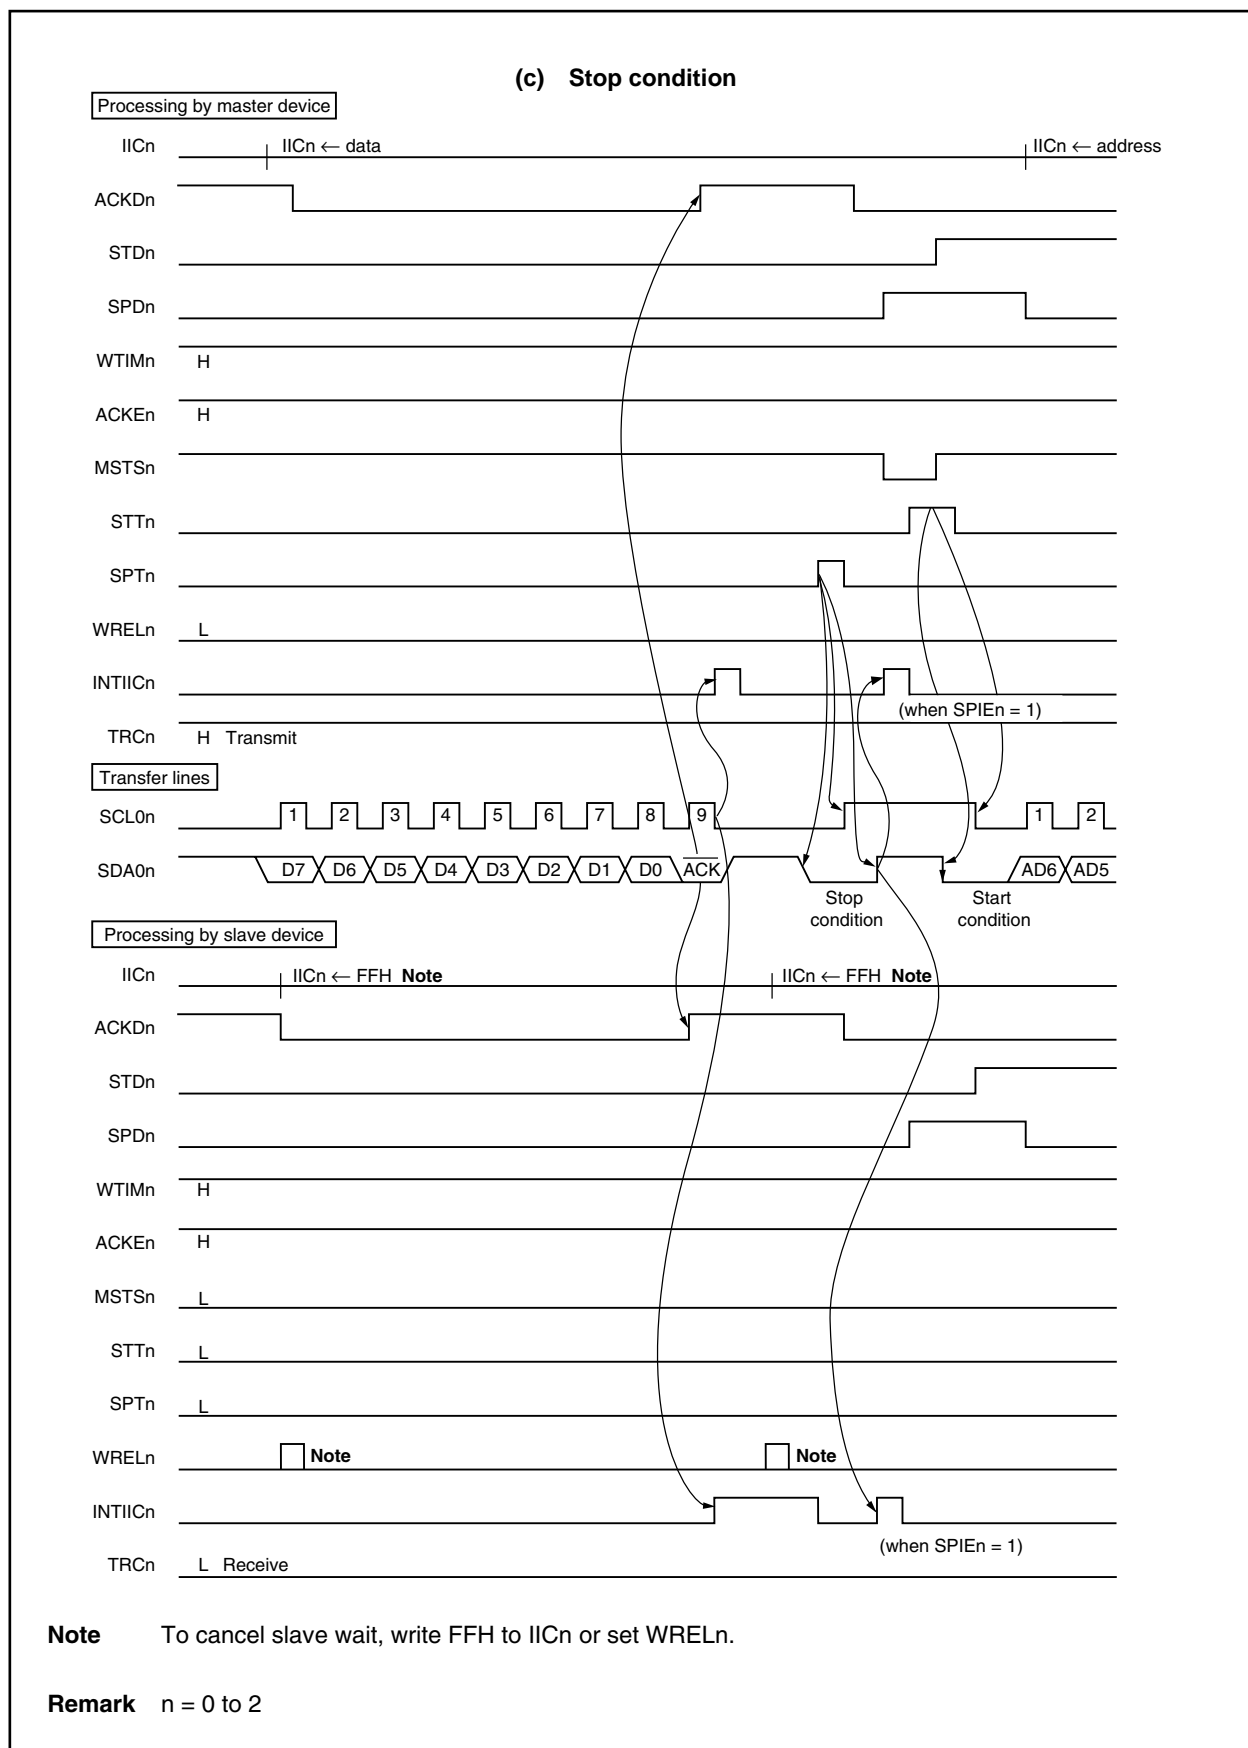 (c) Stop condition
Processing by master device
IICn IICn ← data IICn ← address
ACKDn
STDn
SPDn
WTIMn H
ACKEn H
MSTSn
STTn
SPTn
WRELn L
INTIICn
(when SPIEn = 1)
TRCn H Transmit
Transfer lines
SCL0n 1 2 3 4 5 6 7 8 9 1 2
SDA0n D7 D6 D5 D4 D3 D2 D1 D0 A̅C̅K̅ AD6 AD5
Stop condition
Start condition
Processing by slave device
IICn IICn ← FFH Note IICn ← FFH Note
ACKDn
STDn
SPDn
WTIMn H
ACKEn H
MSTSn L
STTn L
SPTn L
WRELn Note Note
INTIICn
(when SPIEn = 1)
TRCn L Receive
Note To cancel slave wait, write FFH to IICn or set WRELn.
Remark n = 0 to 2